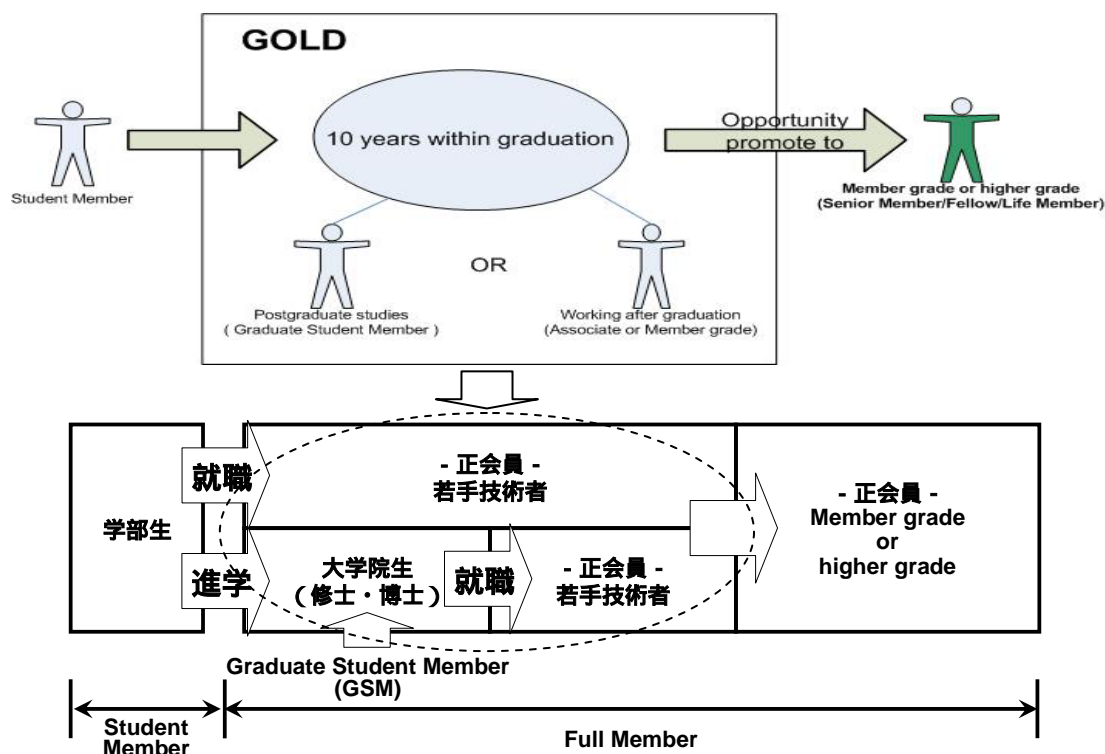 GOLD
10 years within graduation
Student Member
Opportunity
promote to
Member grade or higher grade
(Senior Member/Fellow/Life Member)
OR
Postgraduate studies
( Graduate Student Member )
Working after graduation
(Associate or Member grade)
就職
- 正会員 -
若手技術者
学部生
- 正会員 -
Member grade
or
higher grade
進学
大学院生
(修士・博士)
就職
- 正会員 -
若手技術者
Graduate Student Member
(GSM)
Student
Member
Full Member